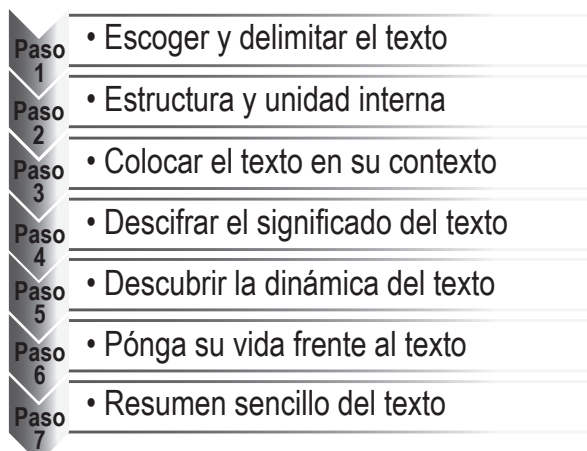 Paso
1
• Escoger y delimitar el texto
Paso
2
• Estructura y unidad interna
Paso
3
• Colocar el texto en su contexto
Paso
4
• Descifrar el significado del texto
Paso
5
• Descubrir la dinámica del texto
Paso
6
• Pónga su vida frente al texto
Paso
7
• Resumen sencillo del texto